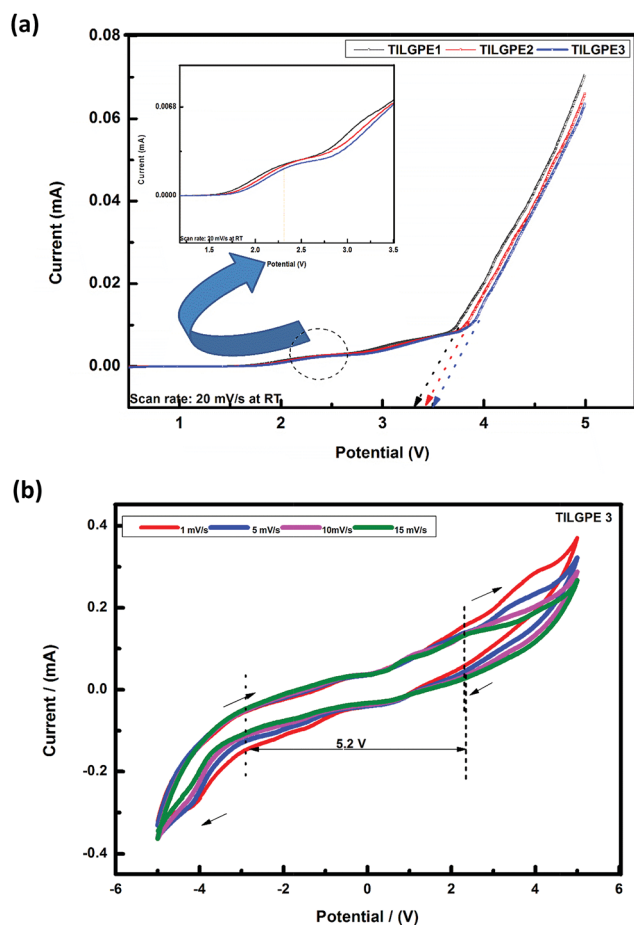 (a)
TILGPE1 TILGPE2 TILGPE3
0.08
0.06
0.04
0.02
0.00
Current (mA)
0.0068
0.0000
Current (mA)
Scan rate: 20 mV/s at RT
1.5 2.0 2.5 3.0 3.5
Potential (V)
Scan rate: 20 mV/s at RT
1 2 3 4 5
Potential (V)
(b)
1 mV/s 5 mV/s 10mV/s 15 mV/s
TILGPE 3
0.4
0.2
0.0
-0.2
-0.4
Current / (mA)
5.2 V
-6 -4 -2 0 2 4 6
Potential / (V)